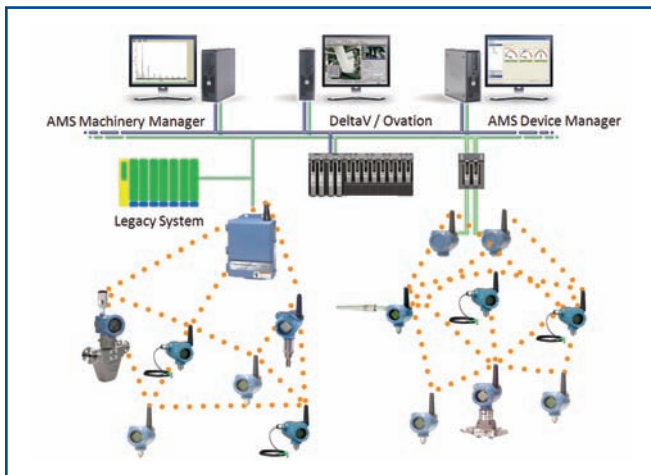 AMS Machinery Manager
DeltaV / Ovation
AMS Device Manager
Legacy System